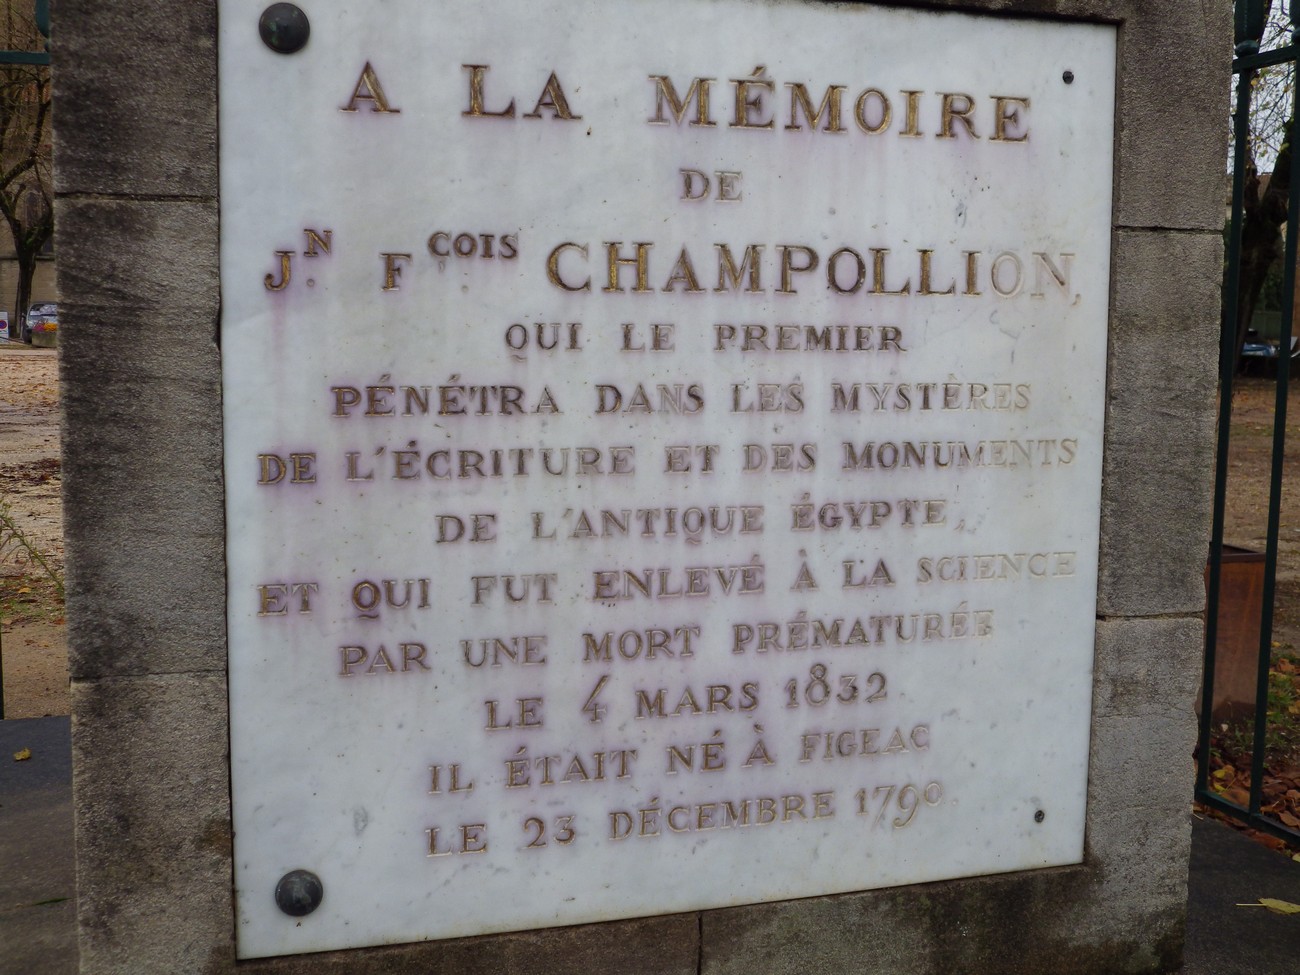 A LA MÉMOIRE
DE
JN. FCOIS CHAMPOLLION,
QUI LE PREMIER
PÉNÉTRA DANS LES MYSTÈRES
DE L'ÉCRITURE ET DES MONUMENTS
DE L'ANTIQUE ÉGYPTE,
ET QUI FUT ENLEVÉ À LA SCIENCE
PAR UNE MORT PRÉMATURÉE
LE 4 MARS 1832
IL ÉTAIT NÉ À FIGEAC
LE 23 DÉCEMBRE 1790.